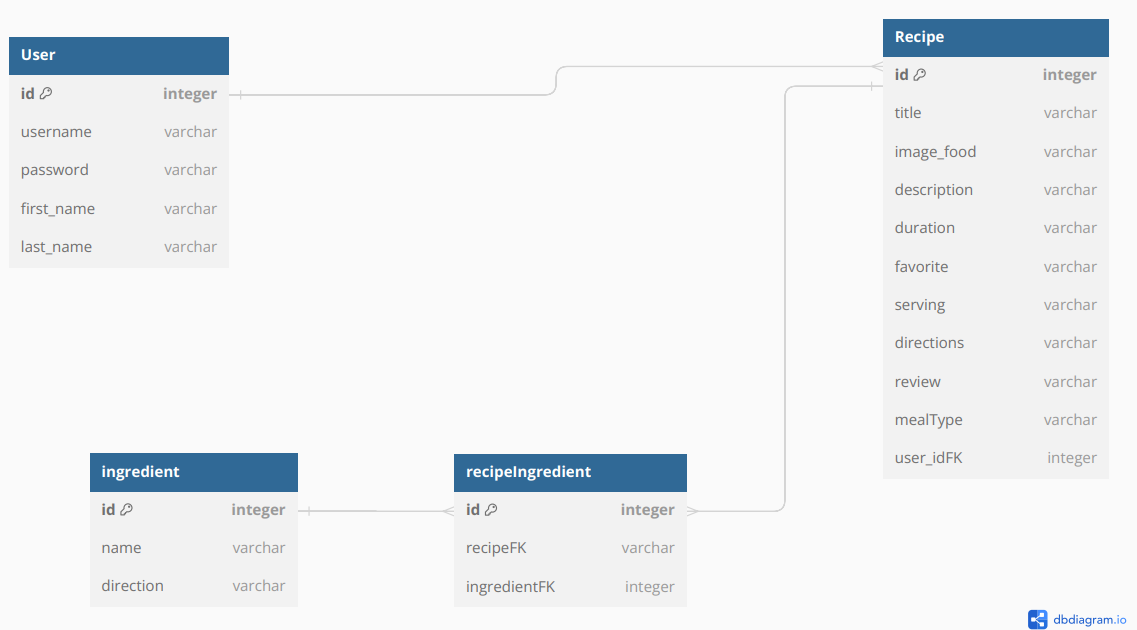 User
id integer
username varchar
password varchar
first_name varchar
last_name varchar
Recipe
id integer
title varchar
image_food varchar
description varchar
duration varchar
favorite varchar
serving varchar
directions varchar
review varchar
mealType varchar
user_idFK integer
ingredient
id integer
name varchar
direction varchar
recipeIngredient
id integer
recipeFK varchar
ingredientFK integer
dbdiagram.io